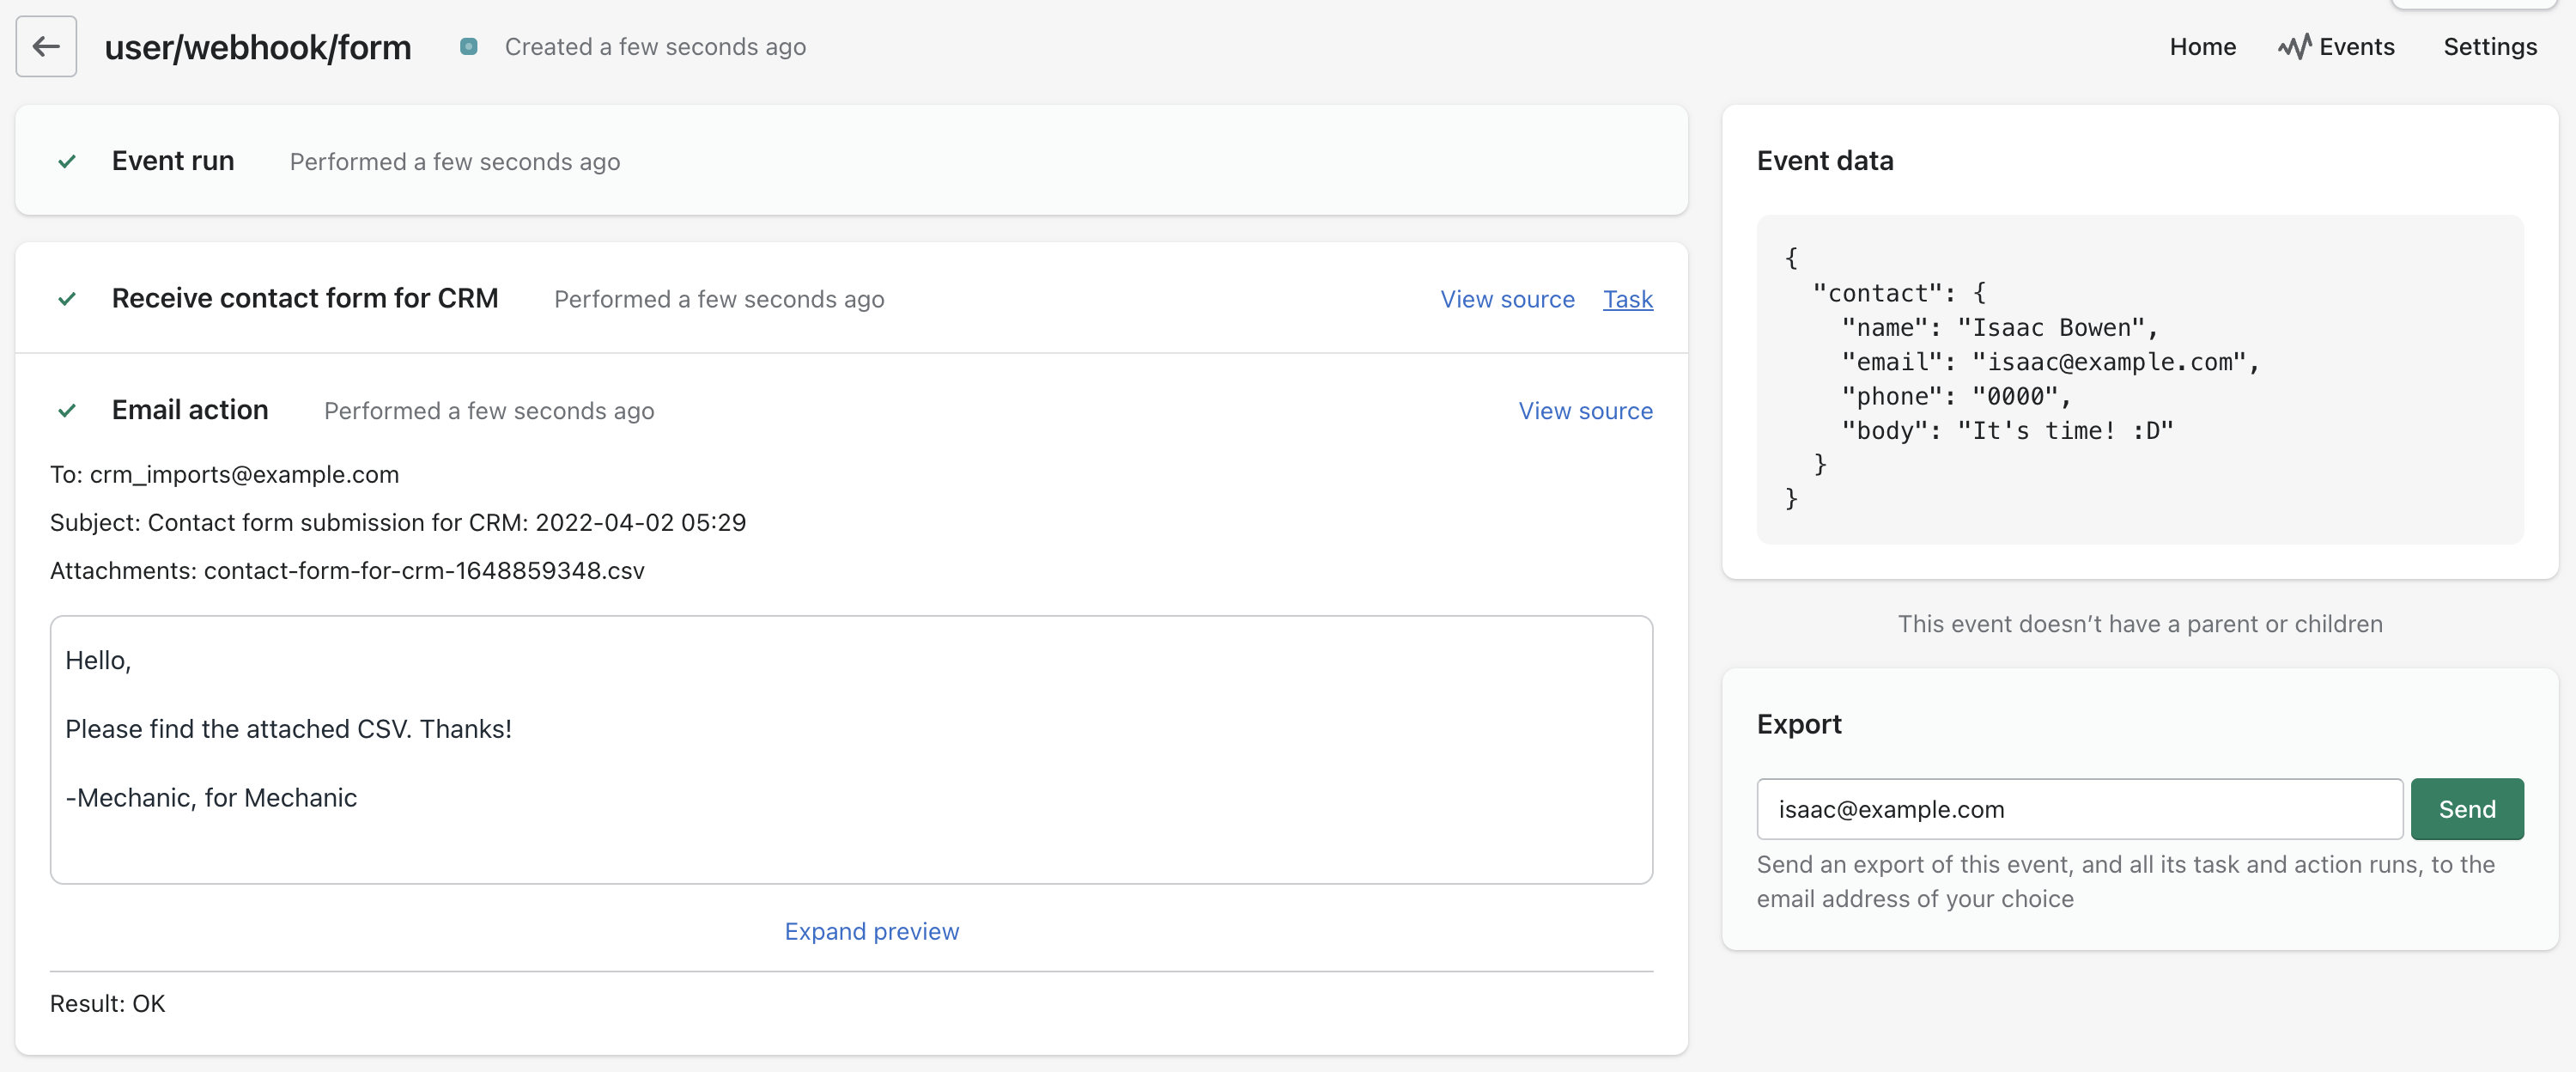 user/webhook/form
Created a few seconds ago
Home
Events
Settings
Event run
Performed a few seconds ago
Receive contact form for CRM
Performed a few seconds ago
View source
Task
Email action
Performed a few seconds ago
View source
To: crm_imports@example.com
Subject: Contact form submission for CRM: 2022-04-02 05:29
Attachments: contact-form-for-crm-1648859348.csv
Hello,
Please find the attached CSV. Thanks!
-Mechanic, for Mechanic
Expand preview
Result: OK
Event data
{
"contact": {
"name": "Isaac Bowen",
"email": "isaac@example.com",
"phone": "0000",
"body": "It's time! :D"
}
}
This event doesn’t have a parent or children
Export
isaac@example.com
Send
Send an export of this event, and all its task and action runs, to the
email address of your choice